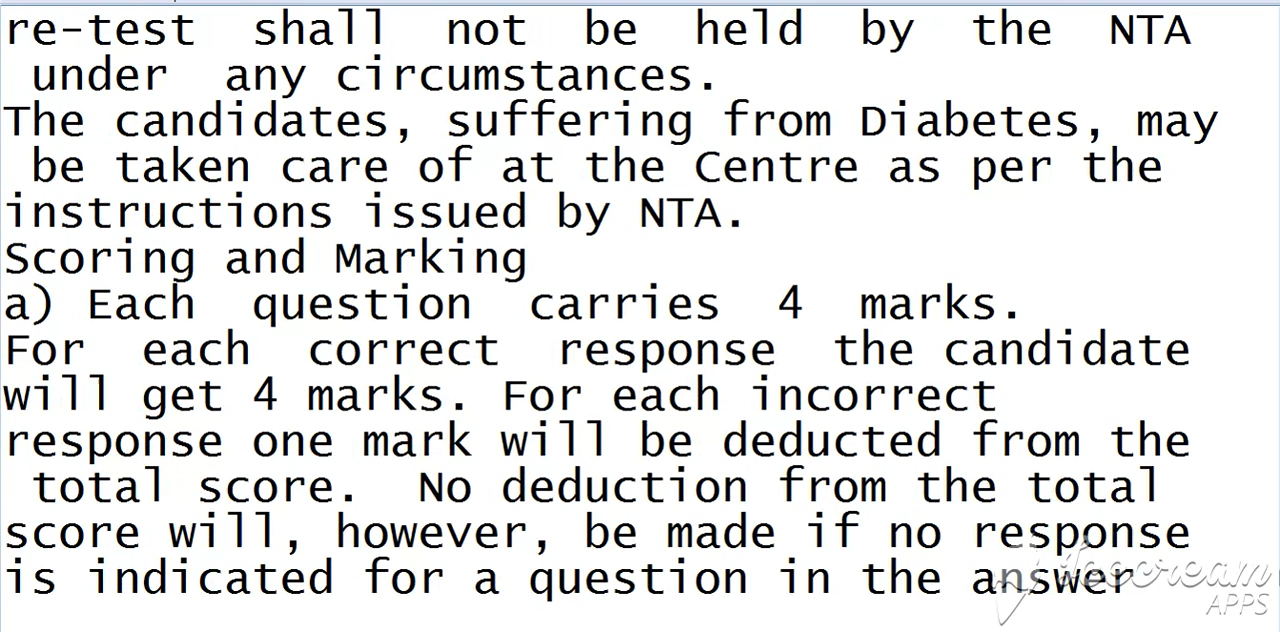 re-test shall not be held by the NTA
under any circumstances.
The candidates, suffering from Diabetes, may
be taken care of at the Centre as per the
instructions issued by NTA.
Scoring and Marking
a) Each question carries 4 marks.
For each correct response the candidate
will get 4 marks. For each incorrect
response one mark will be deducted from the
total score. No deduction from the total
score will, however, be made if no response
is indicated for a question in the answer
icecream
APPS